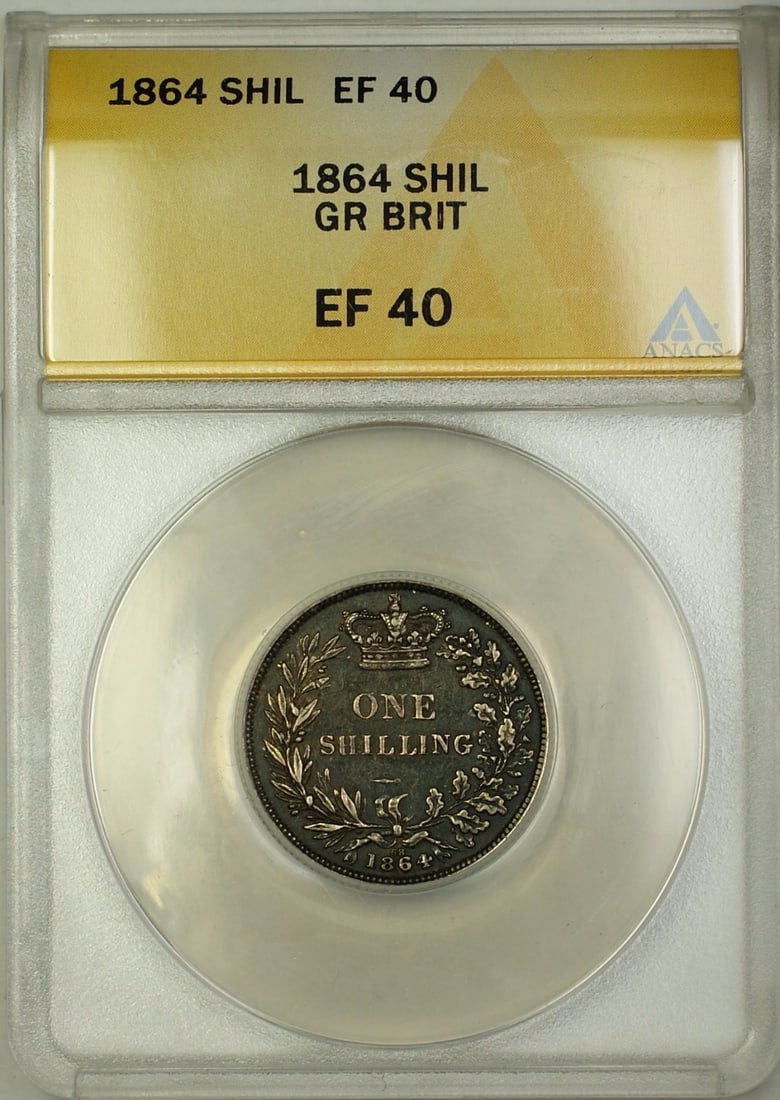 1864 SHIL EF 40
1864 SHIL
GR BRIT
EF 40
ANACS
ONE
SHILLING
1864